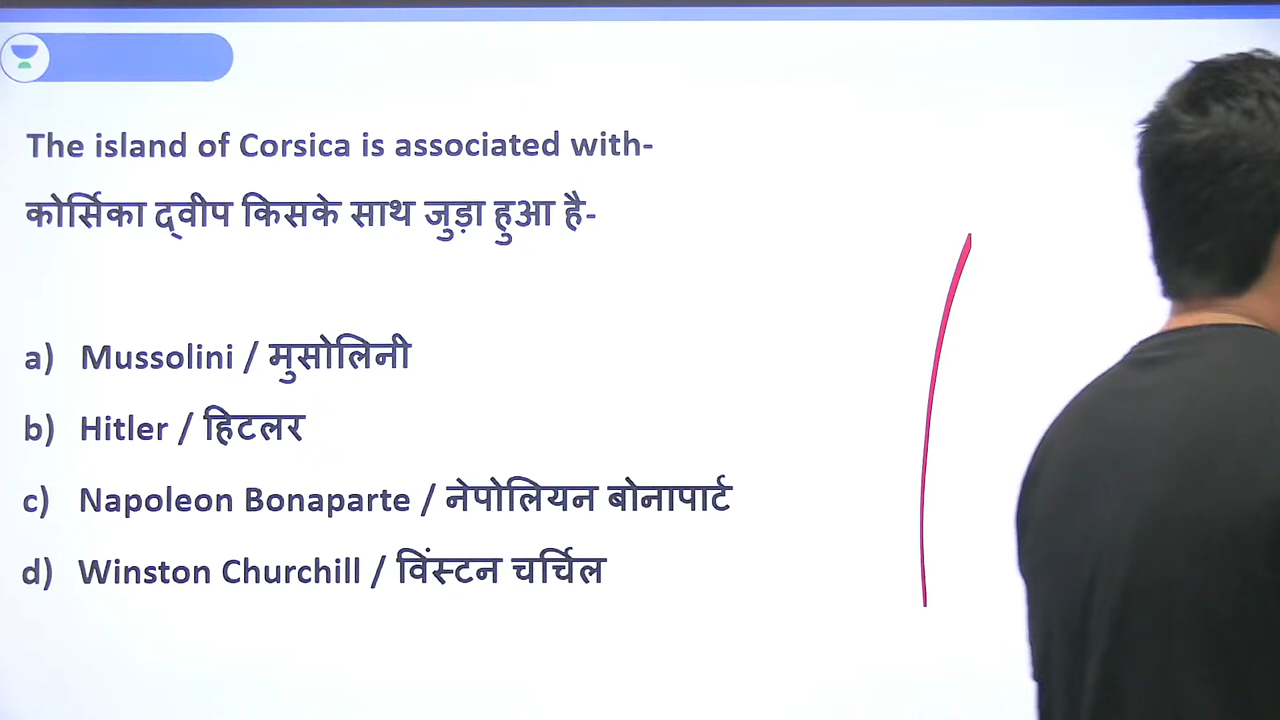 The island of Corsica is associated with-
कोर्सिका द्वीप किसके साथ जुड़ा हुआ है-
a) Mussolini / मुसोलिनी
b) Hitler / हिटलर
c) Napoleon Bonaparte / नेपोलियन बोनापार्ट
d) Winston Churchill / विंस्टन चर्चिल